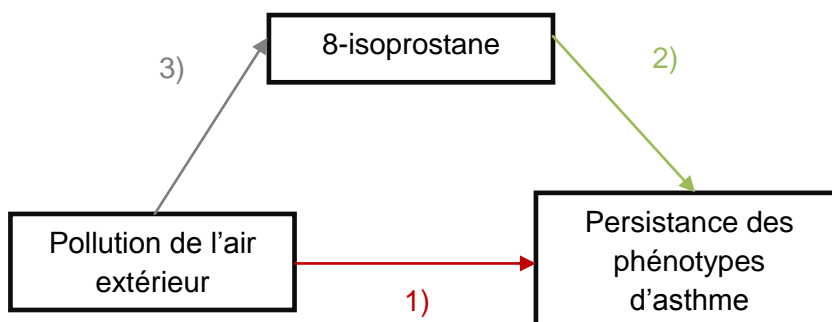 8-isoprostane
3)
2)
Pollution de l’air
extérieur
Persistance des
phénotypes
d’asthme
1)